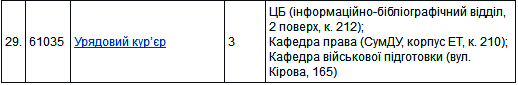 29. 61035 Урядовий кур’єр 3 ЦБ (інформаційно-бібліографічний відділ,
2 поверх, к. 212);
Кафедра права (СумДУ, корпус ЕТ, к. 210);
Кафедра військової підготовки (вул.
Кірова, 165)